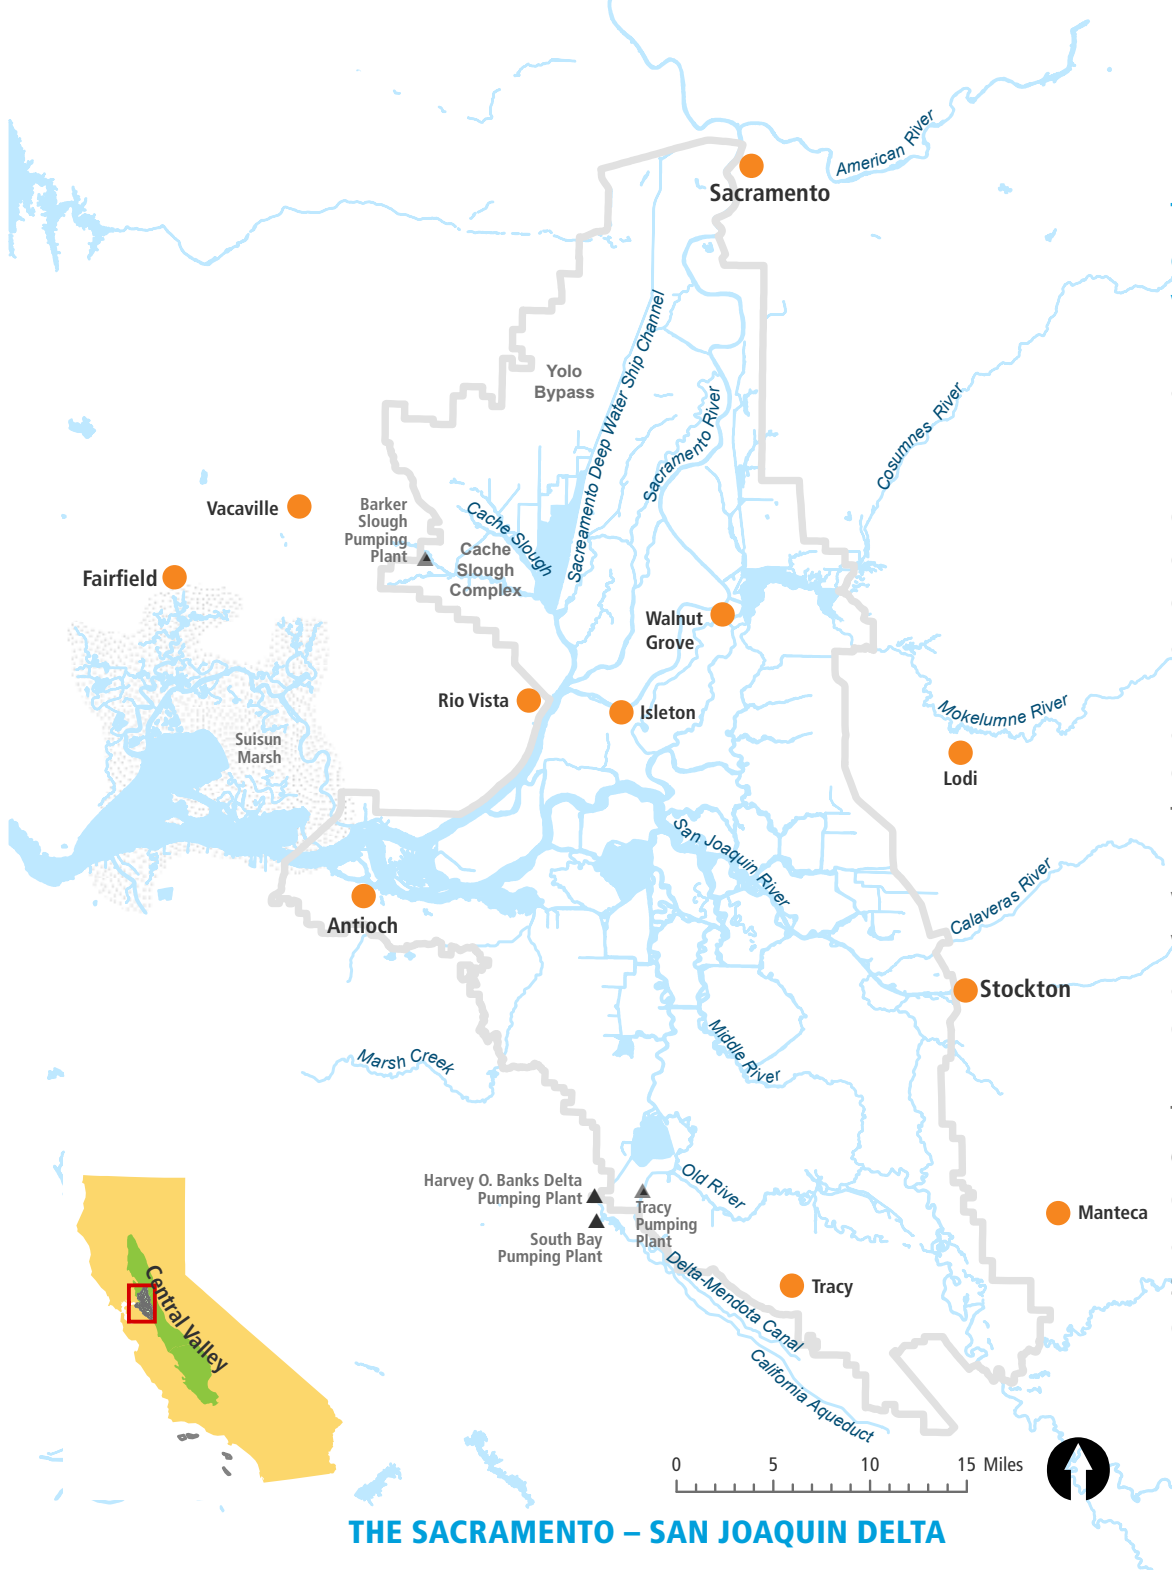 American River
Sacramento
Sacreamento Deep Water Ship Channel
Yolo
Bypass
Sacramento River
Cosumnes River
Vacaville
Barker
Slough
Pumping
Plant
Cache Slough
Cache
Slough
Complex
Fairfield
Walnut
Grove
Rio Vista
Isleton
Mokelumne River
Suisun
Marsh
Lodi
San Joaquin River
Calaveras River
Antioch
Stockton
Middle River
Marsh Creek
Harvey O. Banks Delta
Pumping Plant
Old River
Tracy
Pumping
Plant
South Bay
Pumping Plant
Manteca
Delta-Mendota Canal
Tracy
Central Valley
California Aqueduct
0 5 10 15 Miles
THE SACRAMENTO – SAN JOAQUIN DELTA